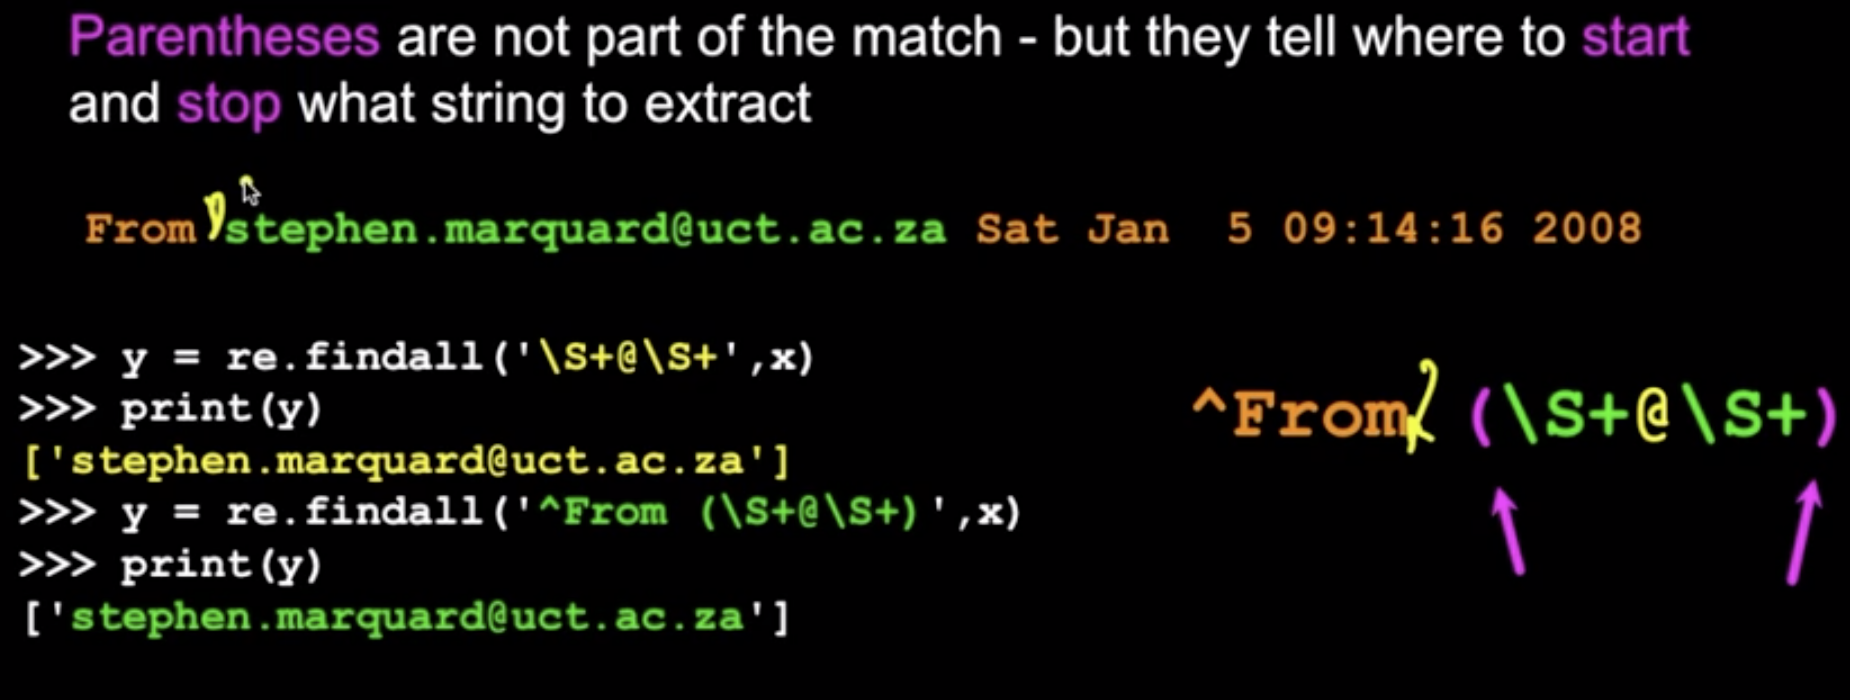 Parentheses are not part of the match - but they tell where to start
and stop what string to extract
From stephen.marquard@uct.ac.za Sat Jan  5 09:14:16 2008
>>> y = re.findall('\S+@\S+',x)
>>> print(y)
['stephen.marquard@uct.ac.za']
>>> y = re.findall('^From (\S+@\S+)',x)
>>> print(y)
['stephen.marquard@uct.ac.za']
^From (\S+@\S+)